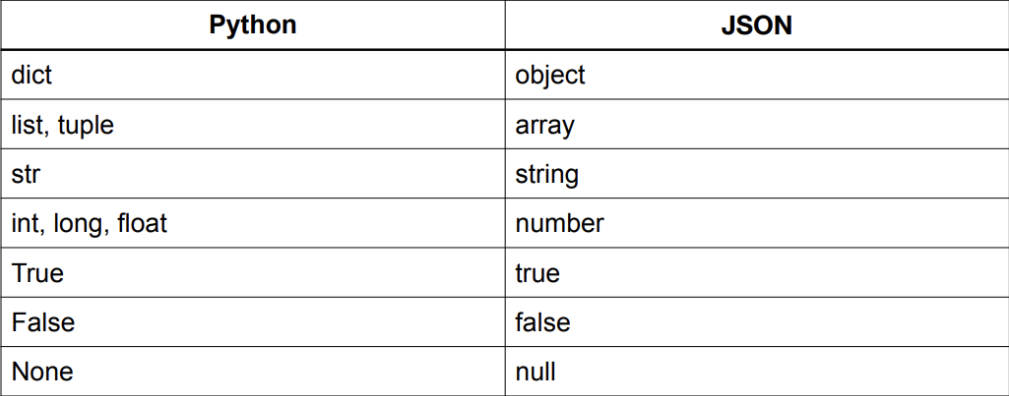 Python JSON
dict object
list, tuple array
str string
int, long, float number
True true
False false
None null